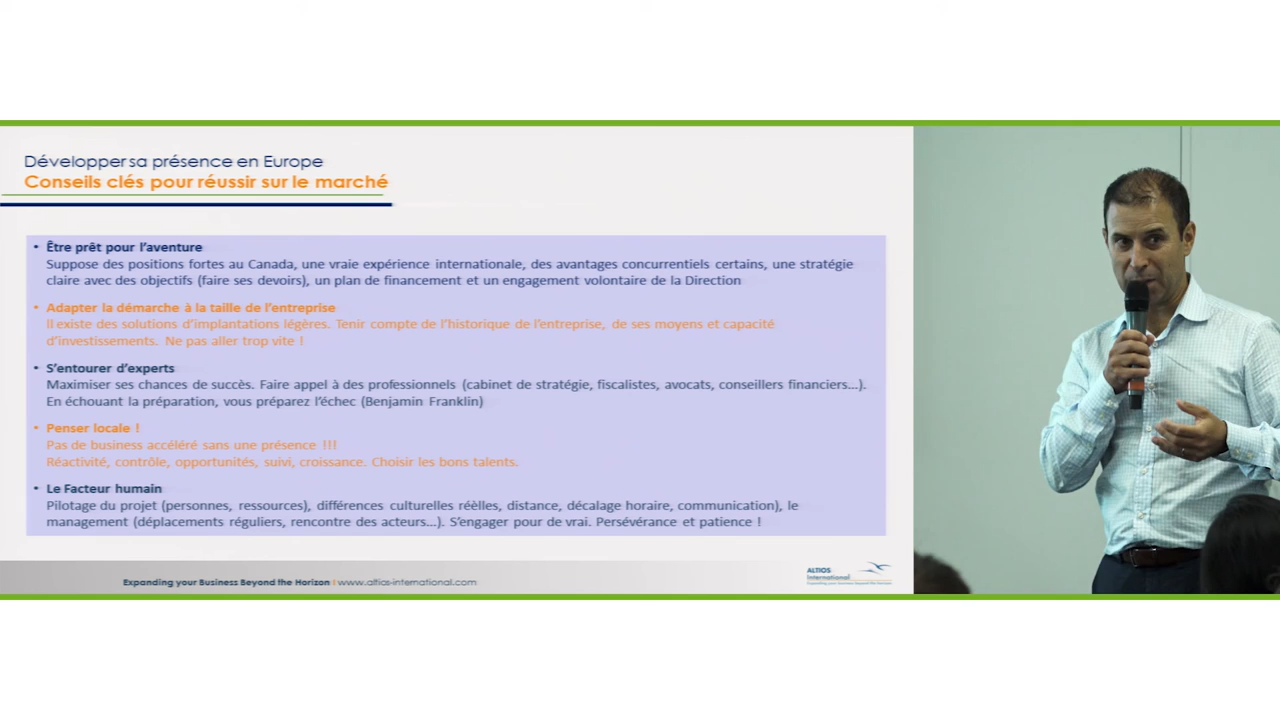 Développer sa présence en Europe
Conseils clés pour réussir sur le marché
• Être prêt pour l'aventure
Suppose des positions fortes au Canada, une vraie expérience internationale, des avantages concurrentiels certains, une stratégie
claire avec des objectifs (faire ses devoirs), un plan de financement et un engagement volontaire de la Direction
• Adapter la démarche à la taille de l'entreprise
Il existe des solutions d'implantations légères. Tenir compte de l'historique de l'entreprise, de ses moyens et capacité
d'investissements. Ne pas aller trop vite !
• S'entourer d'experts
Maximiser ses chances de succès. Faire appel à des professionnels (cabinet de stratégie, fiscalistes, avocats, conseillers financiers...).
En échouant la préparation, vous préparez l'échec (Benjamin Franklin)
• Penser locale !
Pas de business accéléré sans une présence !!!
Réactivité, contrôle, opportunités, suivi, croissance. Choisir les bons talents.
• Le Facteur humain
Pilotage du projet (personnes, ressources), différences culturelles réèlles, distance, décalage horaire, communication), le
management (déplacements réguliers, rencontre des acteurs...). S'engager pour de vrai. Persévérance et patience !
Expanding your Business Beyond the Horizon I www.altios-international.com
ALTIOS
International
Expanding your business Beyond the Horizon